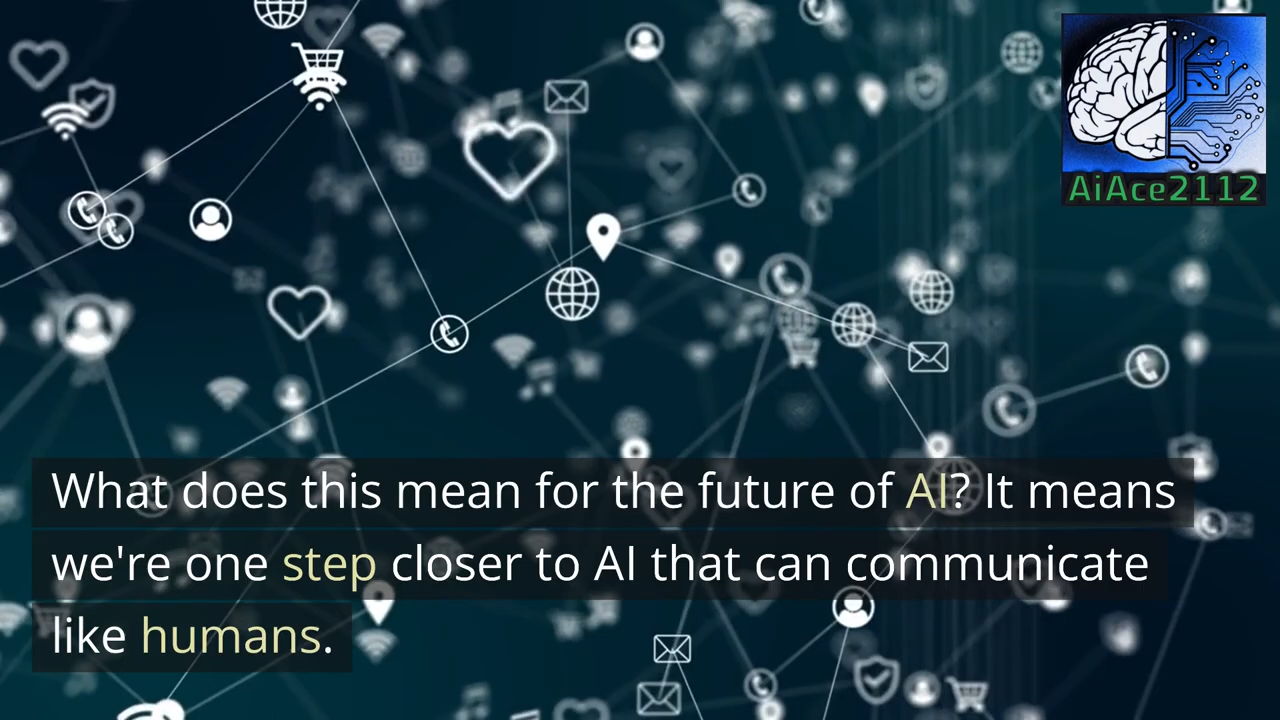 AiAce2112
What does this mean for the future of AI? It means
we're one step closer to AI that can communicate
like humans.